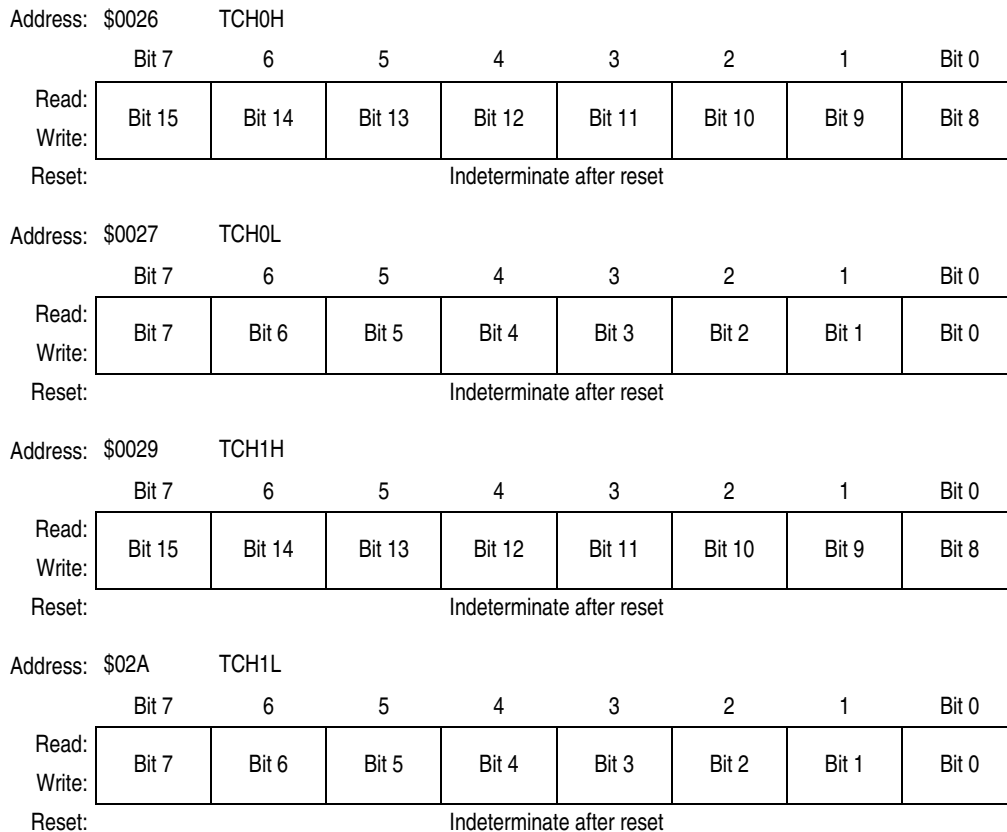 Address: $0026 TCH0H
Bit 7 6 5 4 3 2 1 Bit 0
Read:
Bit 15 Bit 14 Bit 13 Bit 12 Bit 11 Bit 10 Bit 9 Bit 8
Write:
Reset: Indeterminate after reset
Address: $0027 TCH0L
Bit 7 6 5 4 3 2 1 Bit 0
Read:
Bit 7 Bit 6 Bit 5 Bit 4 Bit 3 Bit 2 Bit 1 Bit 0
Write:
Reset: Indeterminate after reset
Address: $0029 TCH1H
Bit 7 6 5 4 3 2 1 Bit 0
Read:
Bit 15 Bit 14 Bit 13 Bit 12 Bit 11 Bit 10 Bit 9 Bit 8
Write:
Reset: Indeterminate after reset
Address: $02A TCH1L
Bit 7 6 5 4 3 2 1 Bit 0
Read:
Bit 7 Bit 6 Bit 5 Bit 4 Bit 3 Bit 2 Bit 1 Bit 0
Write:
Reset: Indeterminate after reset